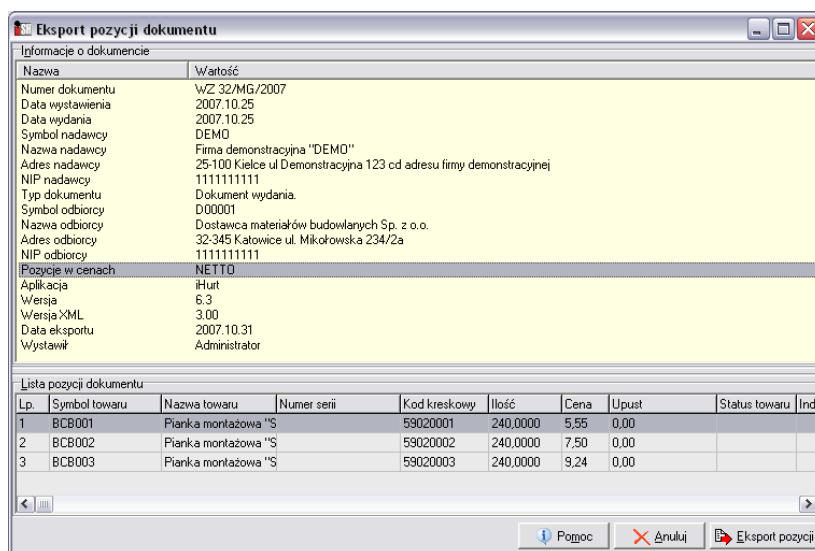 Eksport pozycji dokumentu
Informacje o dokumencie
Nazwa Wartość
Numer dokumentu WZ 32/MG/2007
Data wystawienia 2007.10.25
Data wydania 2007.10.25
Symbol nadawcy DEMO
Nazwa nadawcy Firma demonstracyjna "DEMO"
Adres nadawcy 25-100 Kielce ul Demonstracyjna 123 cd adresu firmy demonstracyjnej
NIP nadawcy 1111111111
Typ dokumentu Dokument wydania.
Symbol odbiorcy D00001
Nazwa odbiorcy Dostawca materiałów budowlanych Sp. z o.o.
Adres odbiorcy 32-345 Katowice ul. Mikołowska 234/2a
NIP odbiorcy 1111111111
Pozycje w cenach NETTO
Aplikacja iHurt
Wersja 6.3
Wersja XML 3.00
Data eksportu 2007.10.31
Wystawił Administrator
Lista pozycji dokumentu
Lp. Symbol towaru Nazwa towaru Numer serii Kod kreskowy Ilość Cena Upust Status towaru Ind
1 BCB001 Pianka montażowa "S 59020001 240,0000 5,55 0,00
2 BCB002 Pianka montażowa "S 59020002 240,0000 7,50 0,00
3 BCB003 Pianka montażowa "S 59020003 240,0000 9,24 0,00
Pomoc Anuluj Eksport pozycji